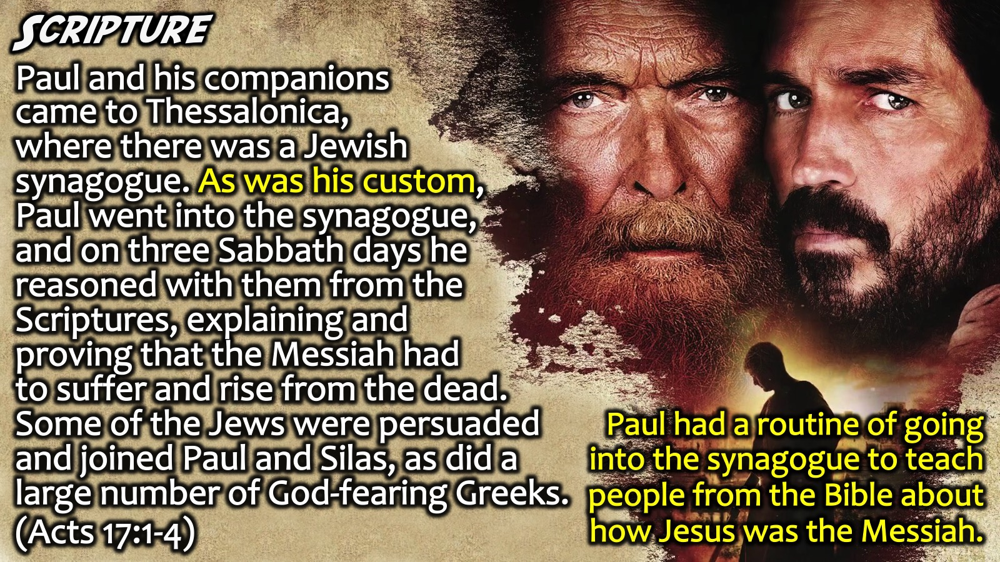 SCRIPTURE
Paul and his companions
came to Thessalonica,
where there was a Jewish
synagogue. As was his custom,
Paul went into the synagogue,
and on three Sabbath days he
reasoned with them from the
Scriptures, explaining and
proving that the Messiah had
to suffer and rise from the dead.
Some of the Jews were persuaded
and joined Paul and Silas, as did a
large number of God-fearing Greeks.
(Acts 17:1-4)
Paul had a routine of going
into the synagogue to teach
people from the Bible about
how Jesus was the Messiah.